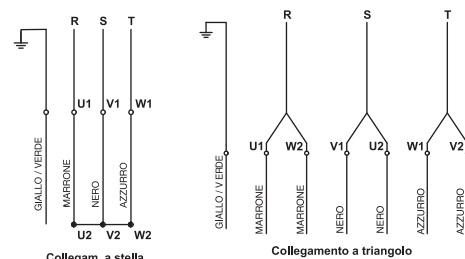 R S T
U1 V1 W1
GIALLO / VERDE
MARRONE
NERO
AZZURRO
U2 V2 W2
Collegam. a stella
R S T
U1 W2 V1 U2 W1 V2
GIALLO / VERDE
MARRONE
MARRONE
NERO
NERO
AZZURRO
AZZURRO
Collegamento a triangolo